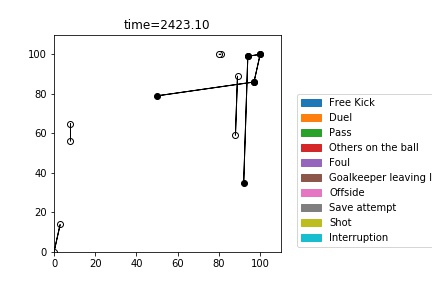 time=2423.10
100
80
60
40
20
0
0 20 40 60 80 100
Free Kick
Duel
Pass
Others on the ball
Foul
Goalkeeper leaving l
Offside
Save attempt
Shot
Interruption